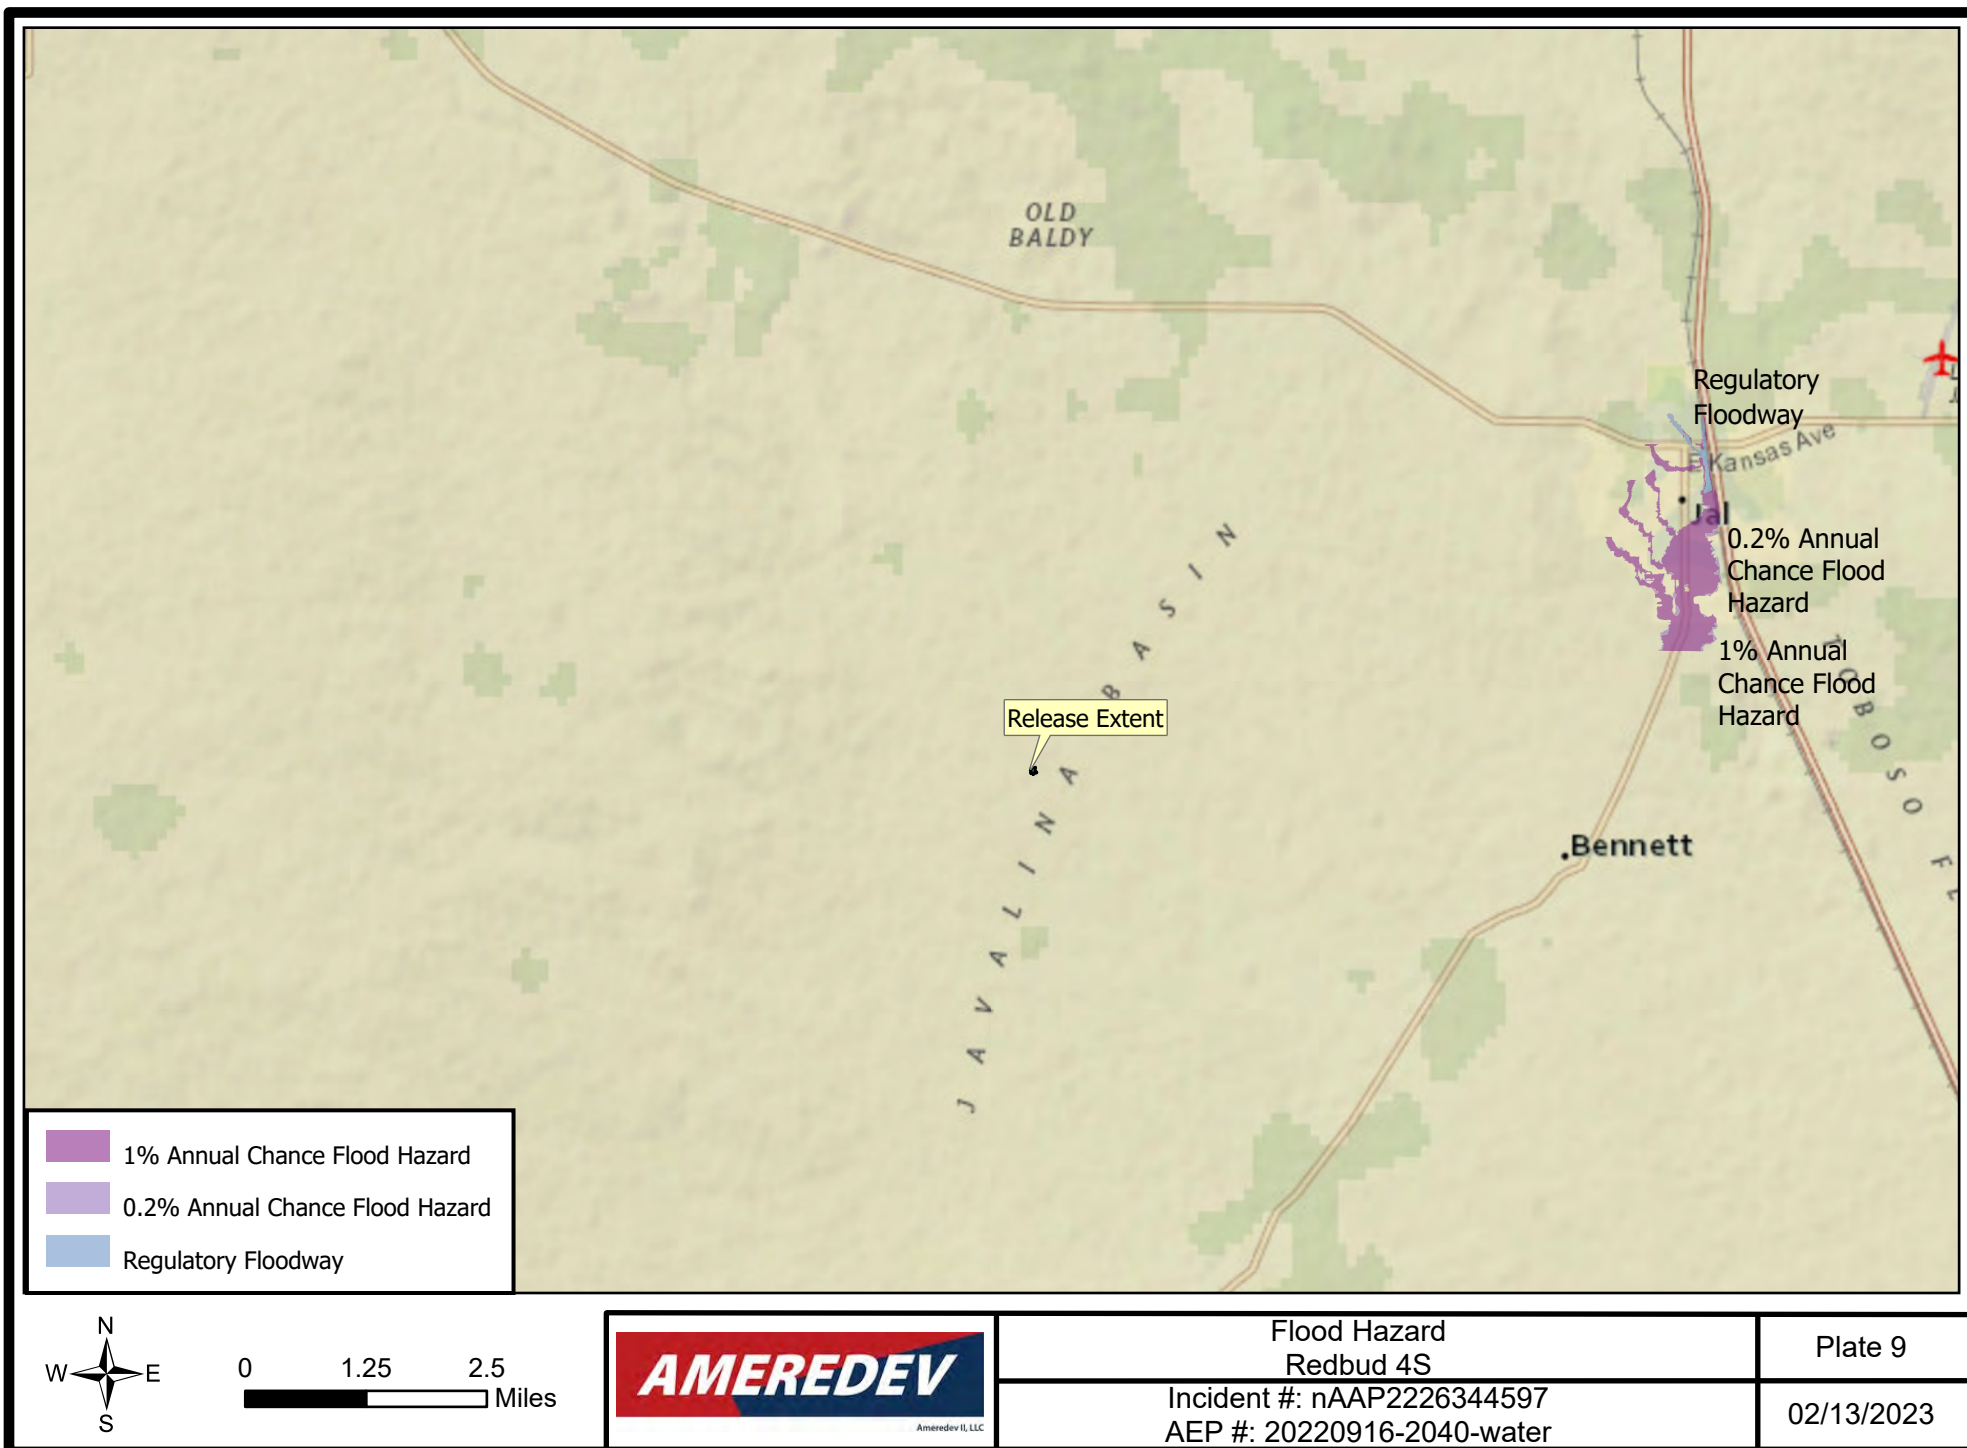 OLD
BALDY
Regulatory
Floodway
E Kansas Ave
Jal
0.2% Annual
Chance Flood
Hazard
1% Annual
Chance Flood
Hazard
TOBOSO FL
JAVALINA BASIN
Release Extent
Bennett
1% Annual Chance Flood Hazard
0.2% Annual Chance Flood Hazard
Regulatory Floodway
N
W E
S
0 1.25 2.5
Miles
AMEREDEV
Ameredev II, LLC
Flood Hazard
Redbud 4S
Incident #: nAAP2226344597
AEP #: 20220916-2040-water
Plate 9
02/13/2023